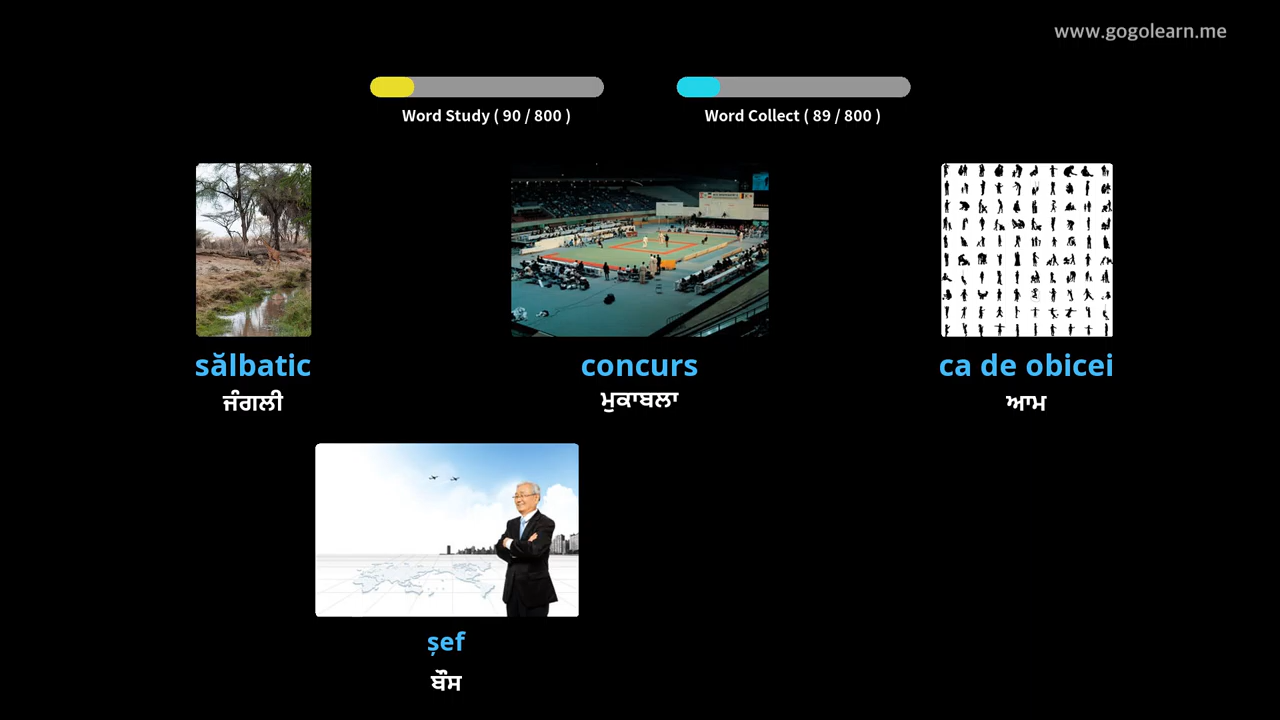 www.gogolearn.me
Word Study ( 90 / 800 )
Word Collect ( 89 / 800 )
sălbatic
ਜੰਗਲੀ
concurs
ਮੁਕਾਬਲਾ
ca de obicei
ਆਮ
șef
ਬੌਸ